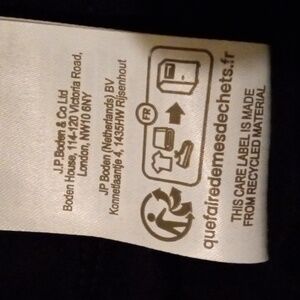 J.P.Boden & Co Ltd
Boden House, 114-120 Victoria Road,
London, NW10 6NY
JP Boden (Netherlands) BV
Konnetlaantje 4, 1435HW Rijsenhout
FR
quefairedemesdechets.fr
THIS CARE LABEL IS MADE
FROM RECYCLED MATERIAL